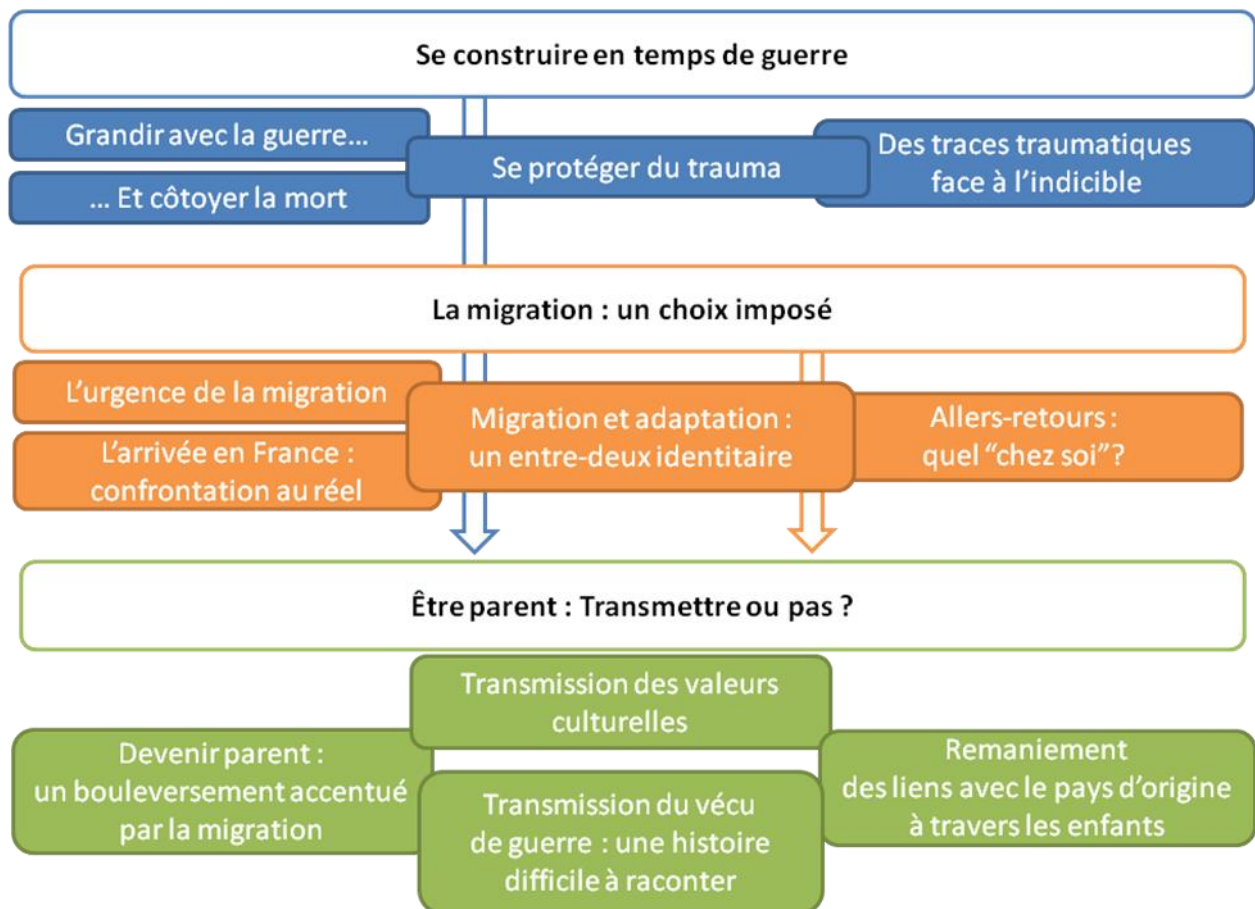 Se construire en temps de guerre
Grandir avec la guerre…
… Et côtoyer la mort
Se protéger du trauma
Des traces traumatiques
face à l’indicible
La migration : un choix imposé
L’urgence de la migration
L’arrivée en France :
confrontation au réel
Migration et adaptation :
un entre-deux identitaire
Allers-retours :
quel “chez soi”?
Être parent : Transmettre ou pas ?
Devenir parent :
un bouleversement accentué
par la migration
Transmission des valeurs
culturelles
Transmission du vécu
de guerre : une histoire
difficile à raconter
Remaniement
des liens avec le pays d’origine
à travers les enfants